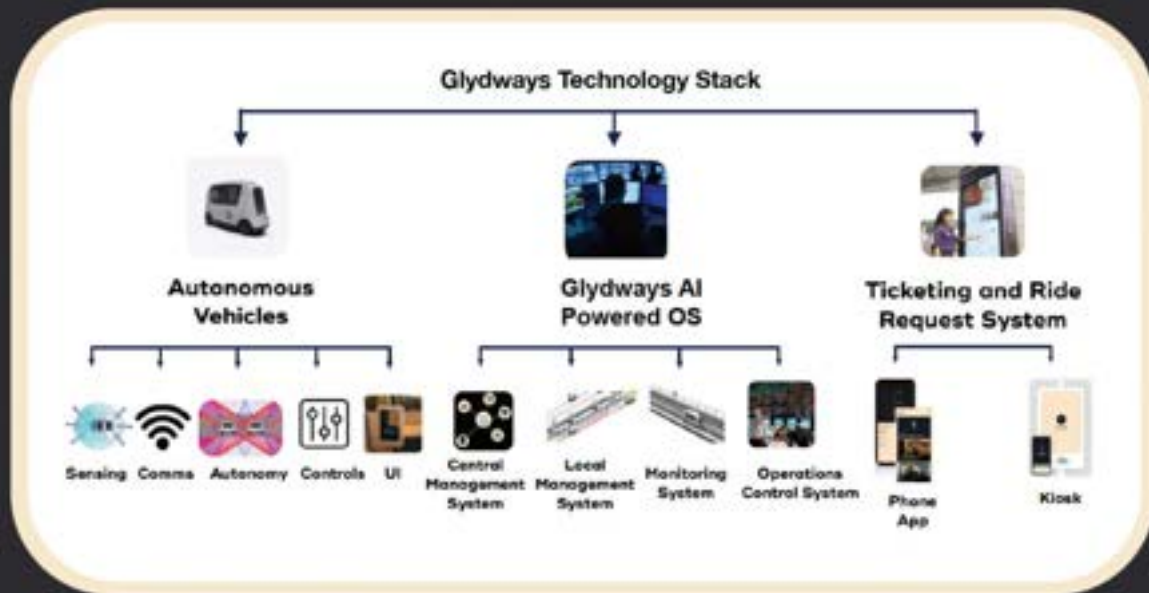 Glydways Technology Stack
Autonomous
Vehicles
Glydways AI
Powered OS
Ticketing and Ride
Request System
Sensing
Comms
Autonomy
Controls
UI
Central
Management
System
Local
Management
System
Monitoring
System
Operations
Control System
Phone
App
Kiosk